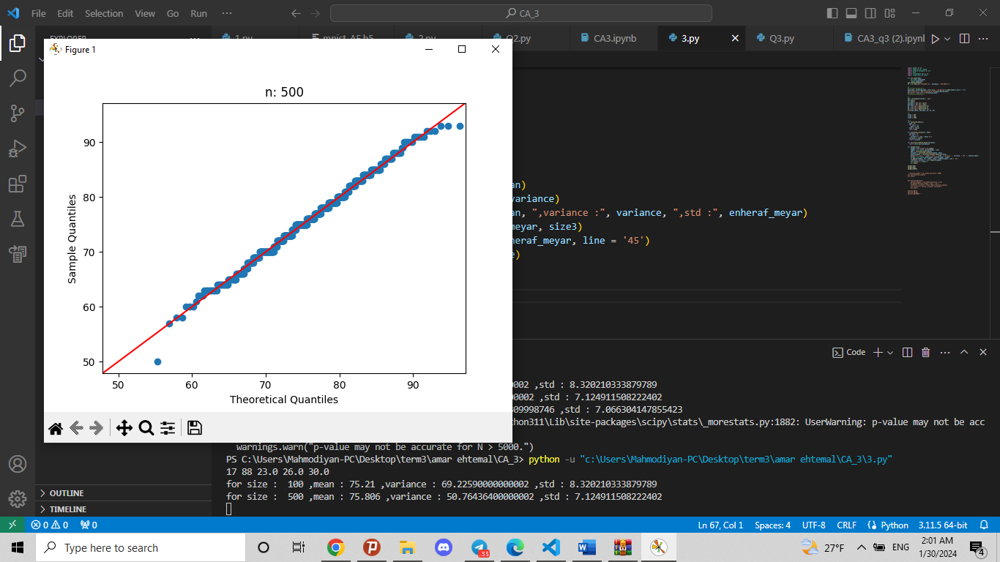 File Edit Selection View Go Run ··· CA_3
EXPLORER
1.py mnist_AE.h5 2.py Q2.py CA3.ipynb 3.py Q3.py CA3_q3 (2).ipynl
Figure 1
n: 500
90
80
70
60
50
Sample Quantiles
50 60 70 80 90
Theoretical Quantiles
an)
variance)
an, ",variance :", variance, ",std :", enheraf_meyar)
meyar, size3)
heraf_meyar, line = '45')
e)
Code
0002 ,std : 8.320210333879789
0002 ,std : 7.124911508222402
309998746 ,std : 7.066304147855423
thon311\Lib\site-packages\scipy\stats\_morestats.py:1882: UserWarning: p-value may not be acc
warnings.warn("p-value may not be accurate for N > 5000.")
PS C:\Users\Mahmodiyan-PC\Desktop\term3\amar ehtemal\CA_3> python -u "c:\Users\Mahmodiyan-PC\Desktop\term3\amar ehtemal\CA_3\3.py"
17 88 23.0 26.0 30.0
for size :  100 ,mean : 75.21 ,variance : 69.22590000000002 ,std : 8.320210333879789
for size :  500 ,mean : 75.806 ,variance : 50.76436400000002 ,std : 7.124911508222402
OUTLINE
TIMELINE
0 0 0 Ln 67, Col 1 Spaces: 4 UTF-8 CRLF Python 3.11.5 64-bit
Type here to search
.55
27°F ENG
2:01 AM
1/30/2024
4